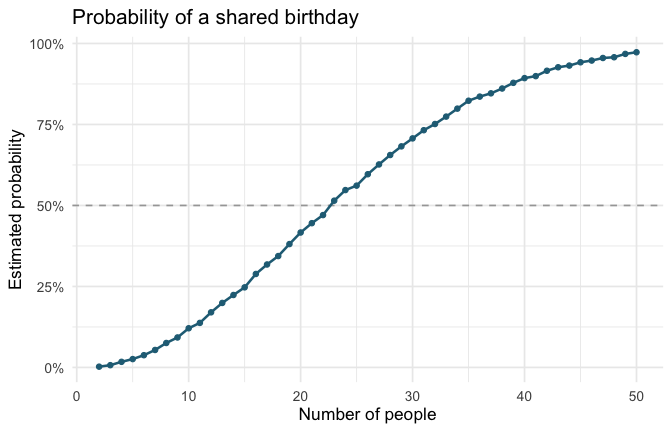 Probability of a shared birthday
100%
75%
50%
25%
0%
Estimated probability
0 10 20 30 40 50
Number of people